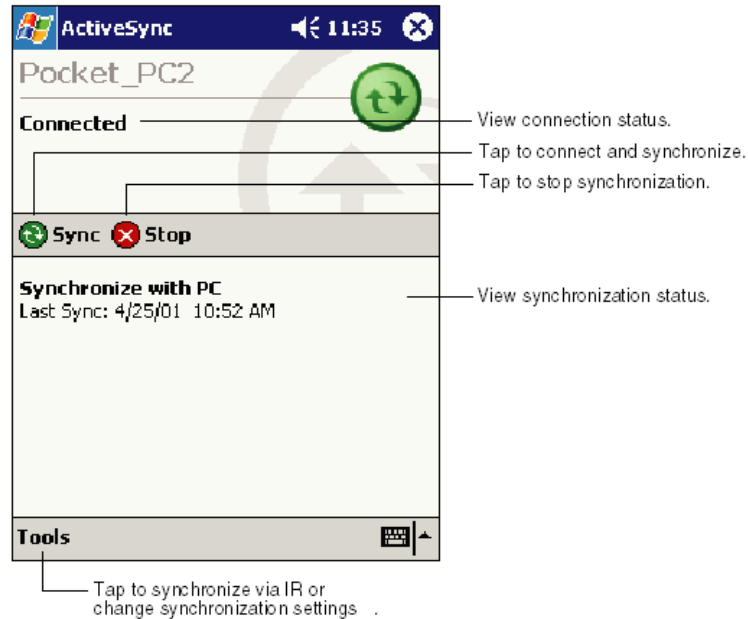 ActiveSync 11:35
Pocket_PC2
Connected
View connection status.
Tap to connect and synchronize.
Tap to stop synchronization.
Sync Stop
Synchronize with PC
Last Sync: 4/25/01 10:52 AM
View synchronization status.
Tools
Tap to synchronize via IR or
change synchronization settings .